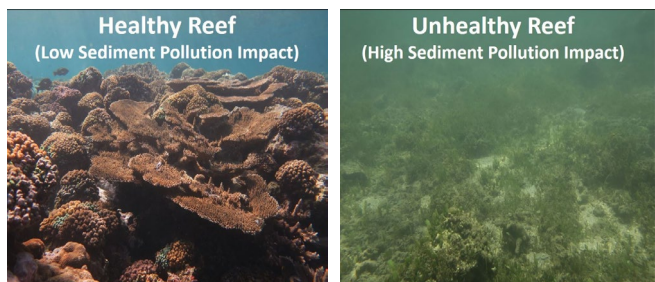 Healthy Reef
(Low Sediment Pollution Impact)
Unhealthy Reef
(High Sediment Pollution Impact)